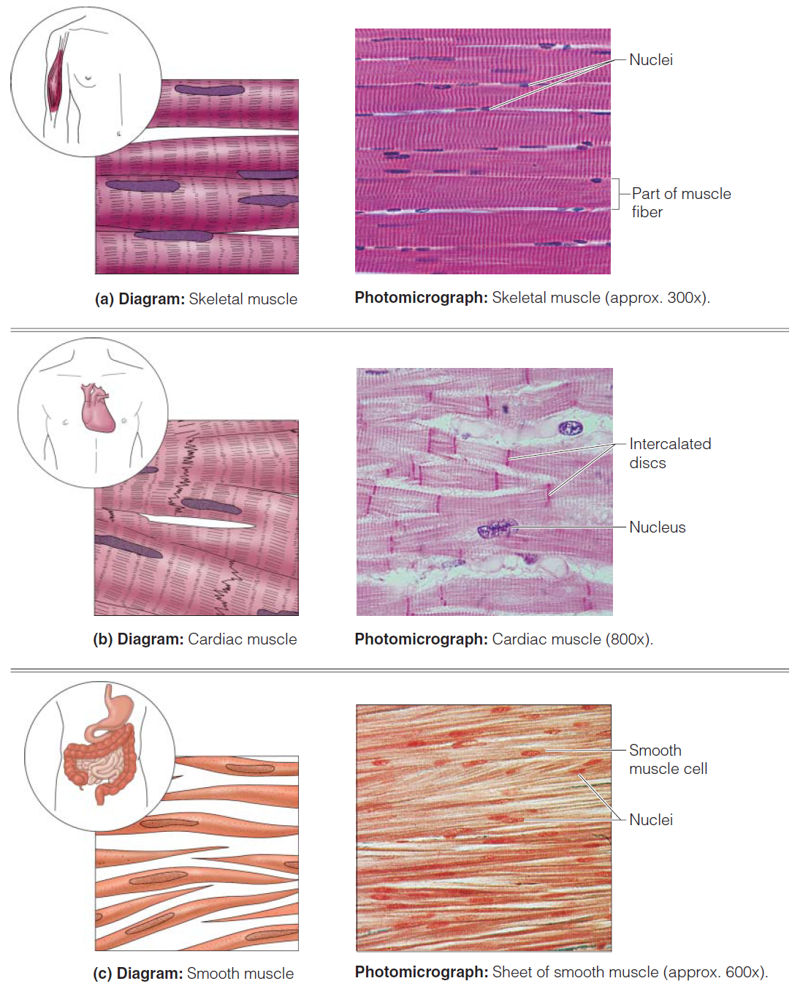 Nuclei
Part of muscle
fiber
(a) Diagram: Skeletal muscle
Photomicrograph: Skeletal muscle (approx. 300x).
Intercalated
discs
Nucleus
(b) Diagram: Cardiac muscle
Photomicrograph: Cardiac muscle (800x).
Smooth
muscle cell
Nuclei
(c) Diagram: Smooth muscle
Photomicrograph: Sheet of smooth muscle (approx. 600x).